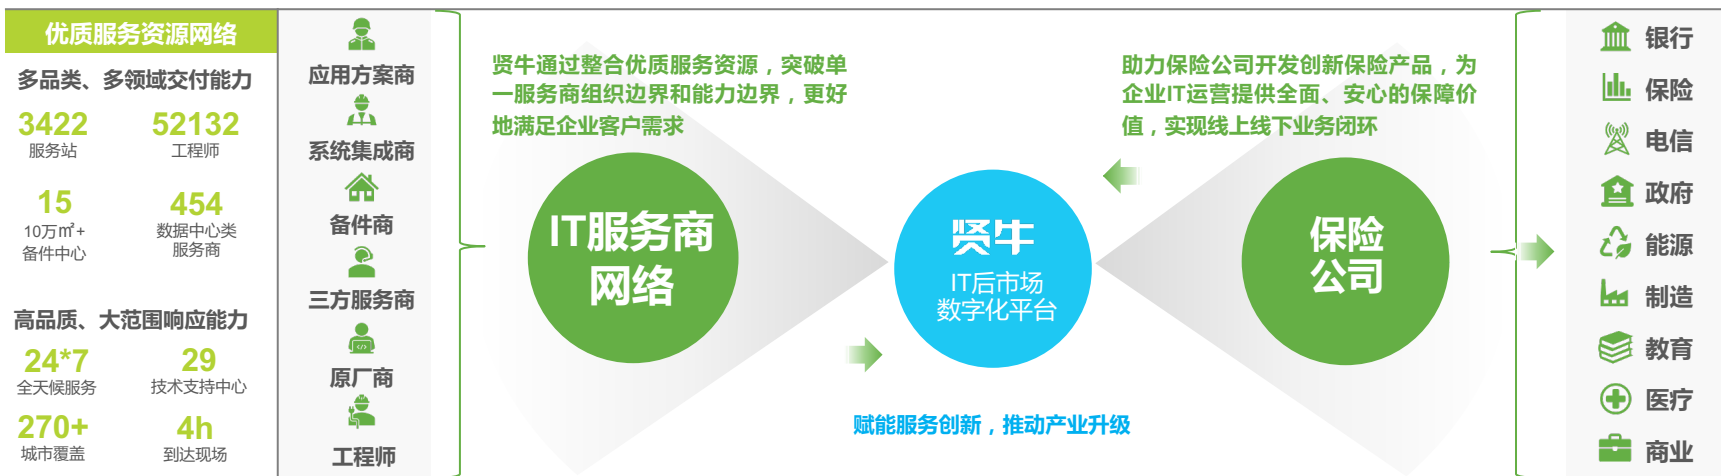 优质服务资源网络
多品类、多领域交付能力
3422
服务站
52132
工程师
15
10万㎡+
备件中心
454
数据中心类
服务商
高品质、大范围响应能力
24*7
全天候服务
29
技术支持中心
270+
城市覆盖
4h
到达现场
应用方案商
系统集成商
备件商
三方服务商
原厂商
工程师
贤牛通过整合优质服务资源，突破单
一服务商组织边界和能力边界，更好
地满足企业客户需求
IT服务商
网络
贤牛
IT后市场
数字化平台
赋能服务创新，推动产业升级
助力保险公司开发创新保险产品，为
企业IT运营提供全面、安心的保障价
值，实现线上线下业务闭环
保险
公司
银行
保险
电信
政府
能源
制造
教育
医疗
商业